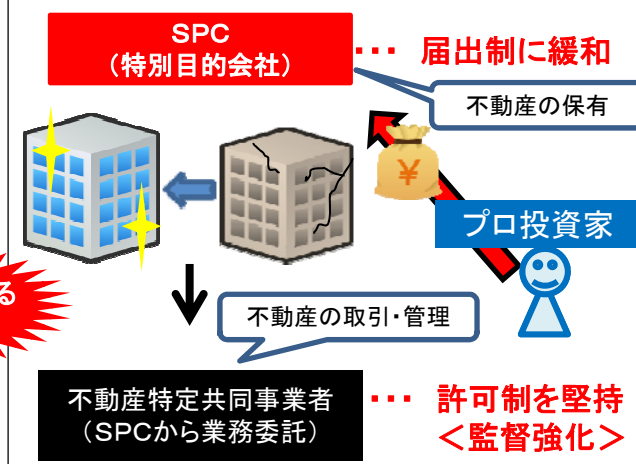 SPC
（特別目的会社）
･･･ 届出制に緩和
不動産の保有
¥
プロ投資家
る
不動産の取引･管理
不動産特定共同事業者
（SPCから業務委託）
･･･ 許可制を堅持
＜監督強化＞